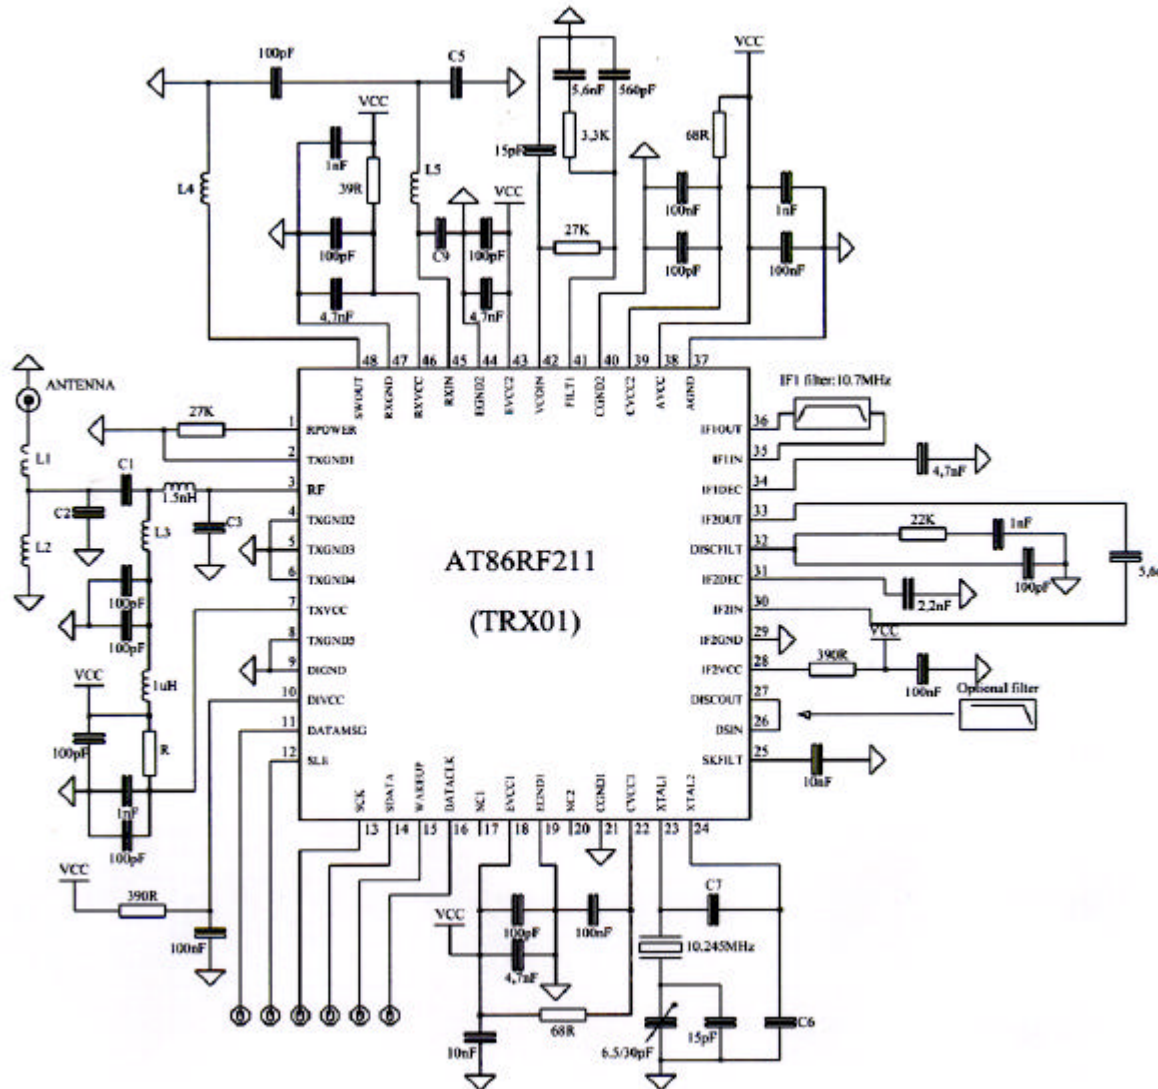 100pF
C5
VCC
5,6nF
560pF
VCC
1nF
15pF
3,3K
68R
L4
39R
L5
VCC
100nF
1nF
27K
100pF
C9
100pF
100pF
100nF
4,7nF
4,7nF
48 47 46 45 44 43 42 41 40 39 38 37
SWOUT
RXGND
RXVCC
RXIN
EGND2
EVCC2
VCOIN
FILT1
CGND2
CVCC2
AVCC
AGND
ANTENNA
IF1 filter:10.7MHz
27K
1
RPOWER
IF1OUT
36
L1
2
TXGND1
IF1IN
35
C1
4,7nF
3
RF
IF1DEC
34
1.5nH
C2
L3
C3
4
TXGND2
IF2OUT
33
22K
1nF
L2
5
TXGND3
AT86RF211
DISCFILT
32
6
TXGND4
IF2DEC
31
100pF
100pF
5,6
7
TXVCC
(TRX01)
IF2IN
30
2,2nF
100pF
8
TXGND5
IF2GND
29
VCC
9
DIGND
IF2VCC
28
390R
VCC
1uH
100nF
10
DIVCC
DISCOUT
27
Optional filter
11
DATAMSG
DSIN
26
100pF
R
12
SLE
SKFILT
25
10nF
1nF
SCK
SDATA
WAKEUP
DATACLK
NC1
EVCC1
EGND1
NC2
CGND1
CVCC1
XTAL1
XTAL2
13 14 15 16 17 18 19 20 21 22 23 24
100pF
VCC
390R
C7
VCC
100nF
100pF
100nF
10,245MHz
4,7nF
68R
C6
10nF
6.5/30pF
15pF